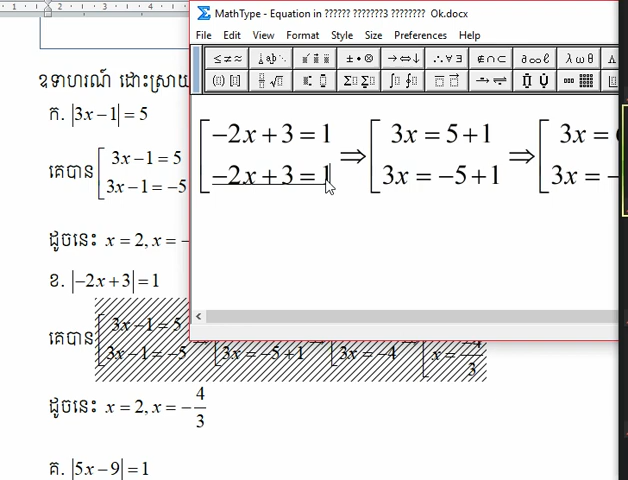 MathType - Equation in ?????? ???????3 ???????? Ok.docx
File Edit View Format Style Size Preferences Help
ឧទាហរណ៍ ដោះស្រាយ
ក. |3x−1| = 5
គេបាន [ 3x−1 = 5
3x−1 = −5
[ −2x+3 = 1 ⇒ [ 3x = 5+1 ⇒ [ 3x =
−2x+3 = 1 3x = −5+1 3x = −
ដូចនេះ x = 2, x = −
ខ. |−2x+3| = 1
គេបាន [ 3x−1 = 5
3x−1 = −5 3x = −5+1 3x = −4 x = −4/3
ដូចនេះ x = 2, x = −4/3
គ. |5x−9| = 1